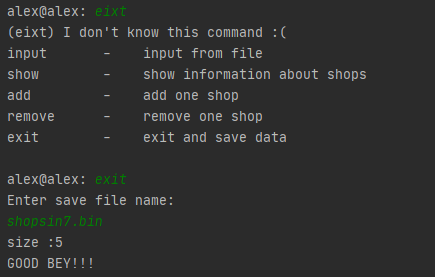 alex@alex: eixt
(eixt) I don't know this command :(
input       -    input from file
show        -    show information about shops
add         -    add one shop
remove      -    remove one shop
exit        -    exit and save data
alex@alex: exit
Enter save file name:
shopsin7.bin
size :5
GOOD BEY!!!